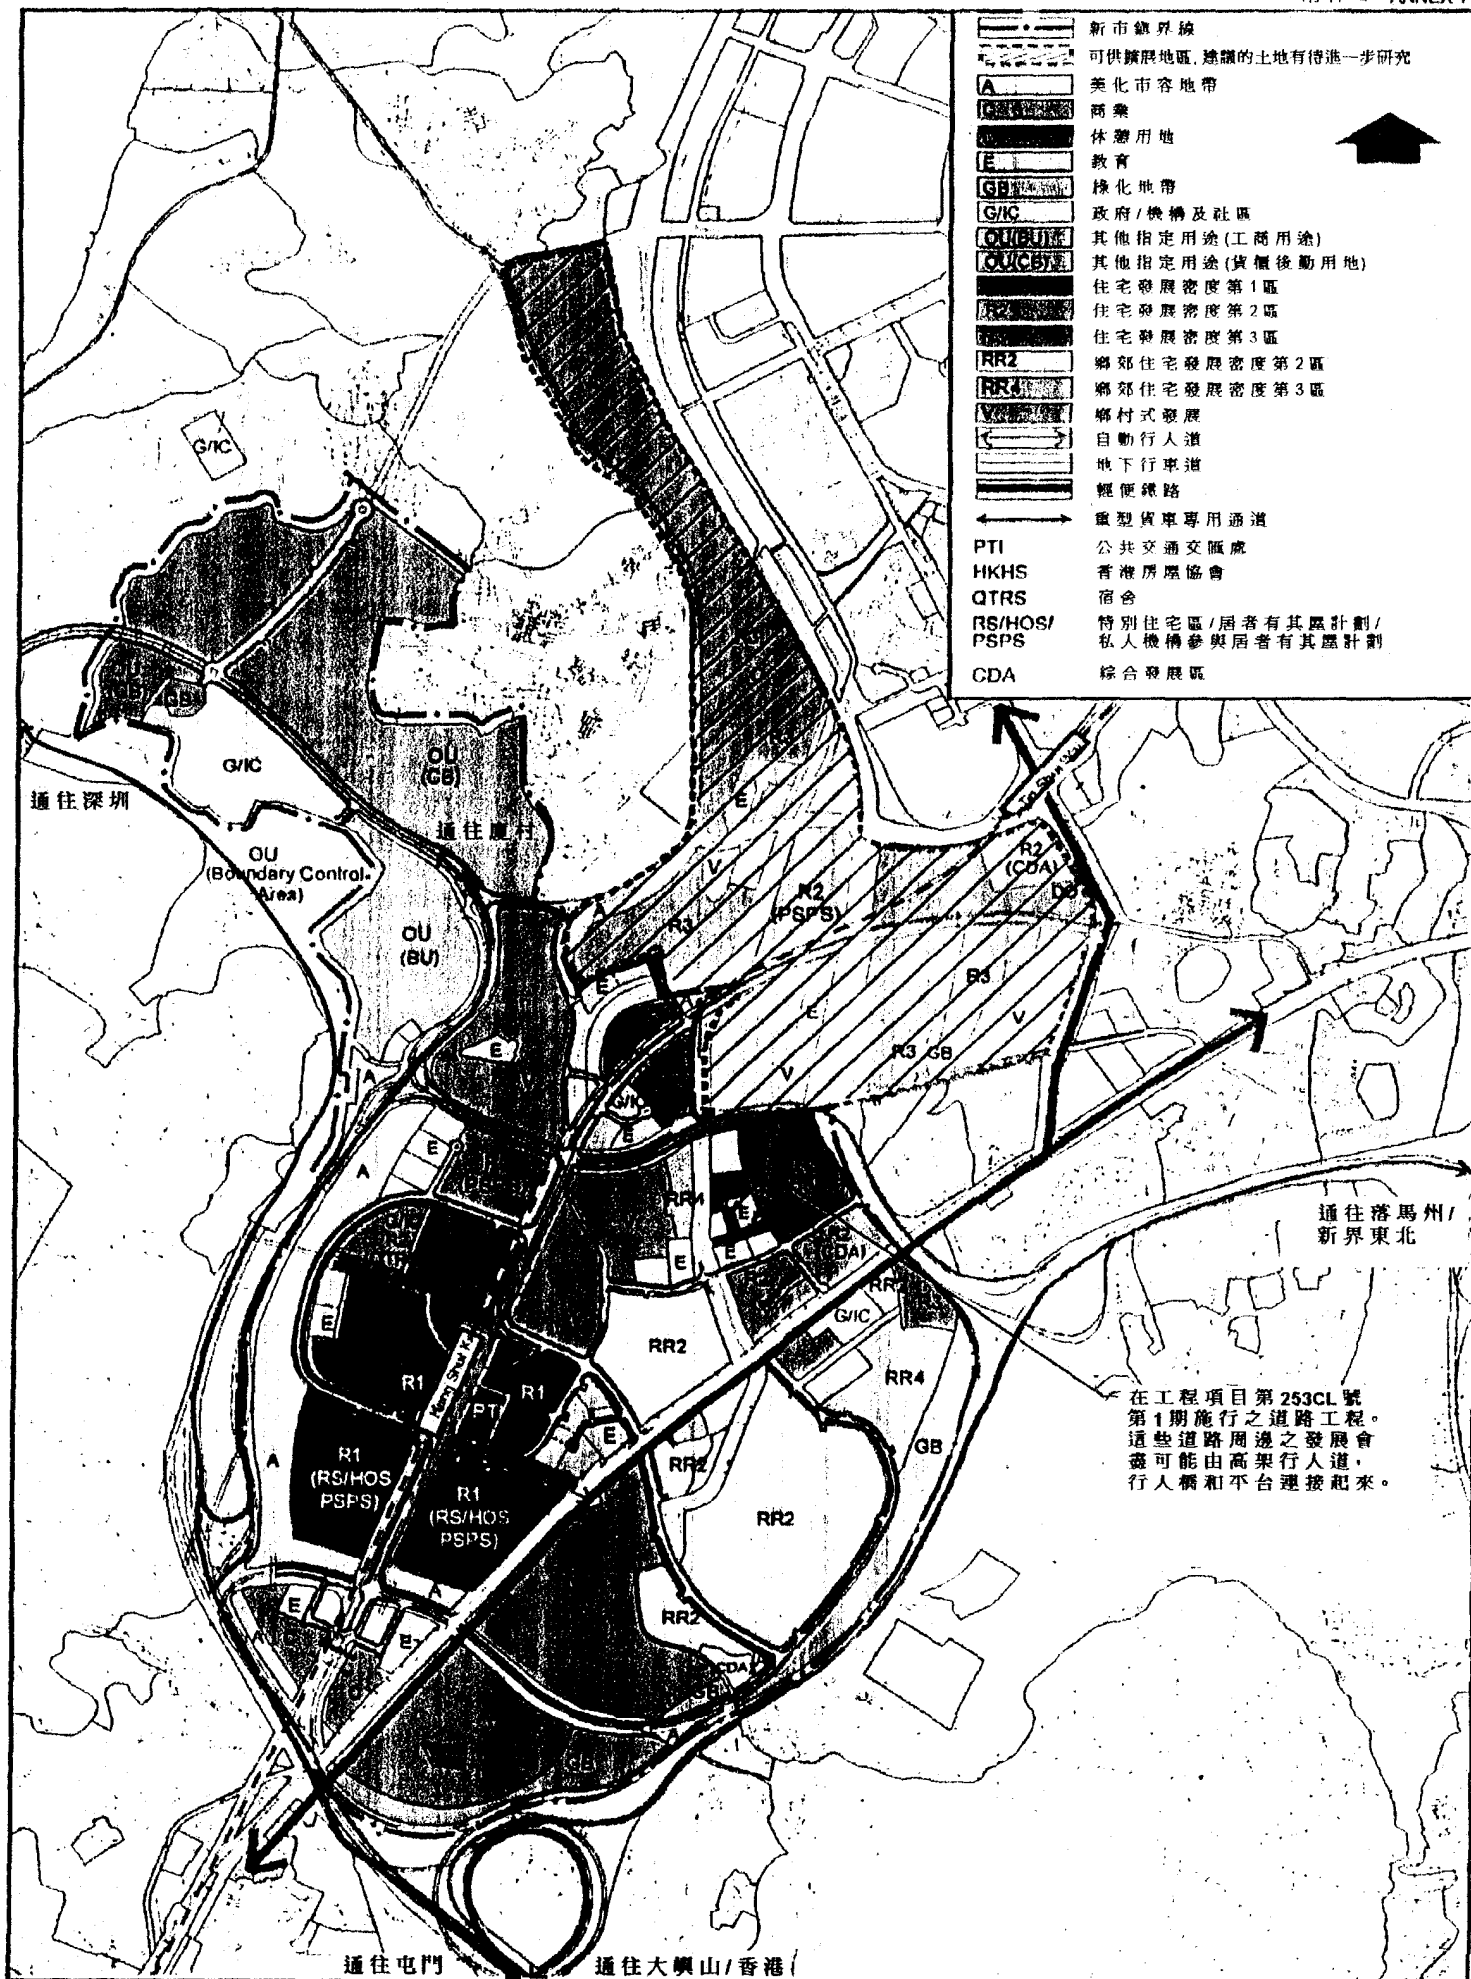 ANNEX
新市鎮界線
可供擴展地區,建議的土地有待進一步研究
A 美化市容地帶
商業
休憩用地
E 教育
GB 綠化地帶
G/IC 政府/機構及社區
OU(BU) 其他指定用途(工商用途)
OU(CB) 其他指定用途(貨櫃後勤用地)
住宅發展密度第1區
R2 住宅發展密度第2區
住宅發展密度第3區
RR2 鄉郊住宅發展密度第2區
RR4 鄉郊住宅發展密度第3區
V 鄉村式發展
自動行人道
地下行車道
輕便鐵路
重型貨車專用通道
PTI 公共交通交匯處
HKHS 香港房屋協會
QTRS 宿舍
RS/HOS/ 特別住宅區/居者有其屋計劃/
PSPS 私人機構參與居者有其屋計劃
CDA 綜合發展區
G/IC
GB
G/IC
OU
(CB)
通往深圳
通往廈村
OU
(Boundary Control
Area)
OU
(BU)
E
V
A
R3
R2
(PSPS)
R2
(CDA)
E
R3
E
V
R3 GB
V
E
A
G/IC
E
A
E
A
RR4
E
E
E
(CDA)
G/IC
E
RR2
RR4
GB
R1
Hung Shui Kiu
R1
PTI
E
RR2
RR2
A
R1
(RS/HOS
PSPS)
R1
(RS/HOS
PSPS)
A
E
E
RR2
(CDA)
GB
A
GB
通往落馬州/
新界東北
在工程項目第253CL號
第1期施行之道路工程。
這些道路周邊之發展會
盡可能由高架行人道,
行人橋和平台連接起來。
通往屯門
通往大嶼山/香港